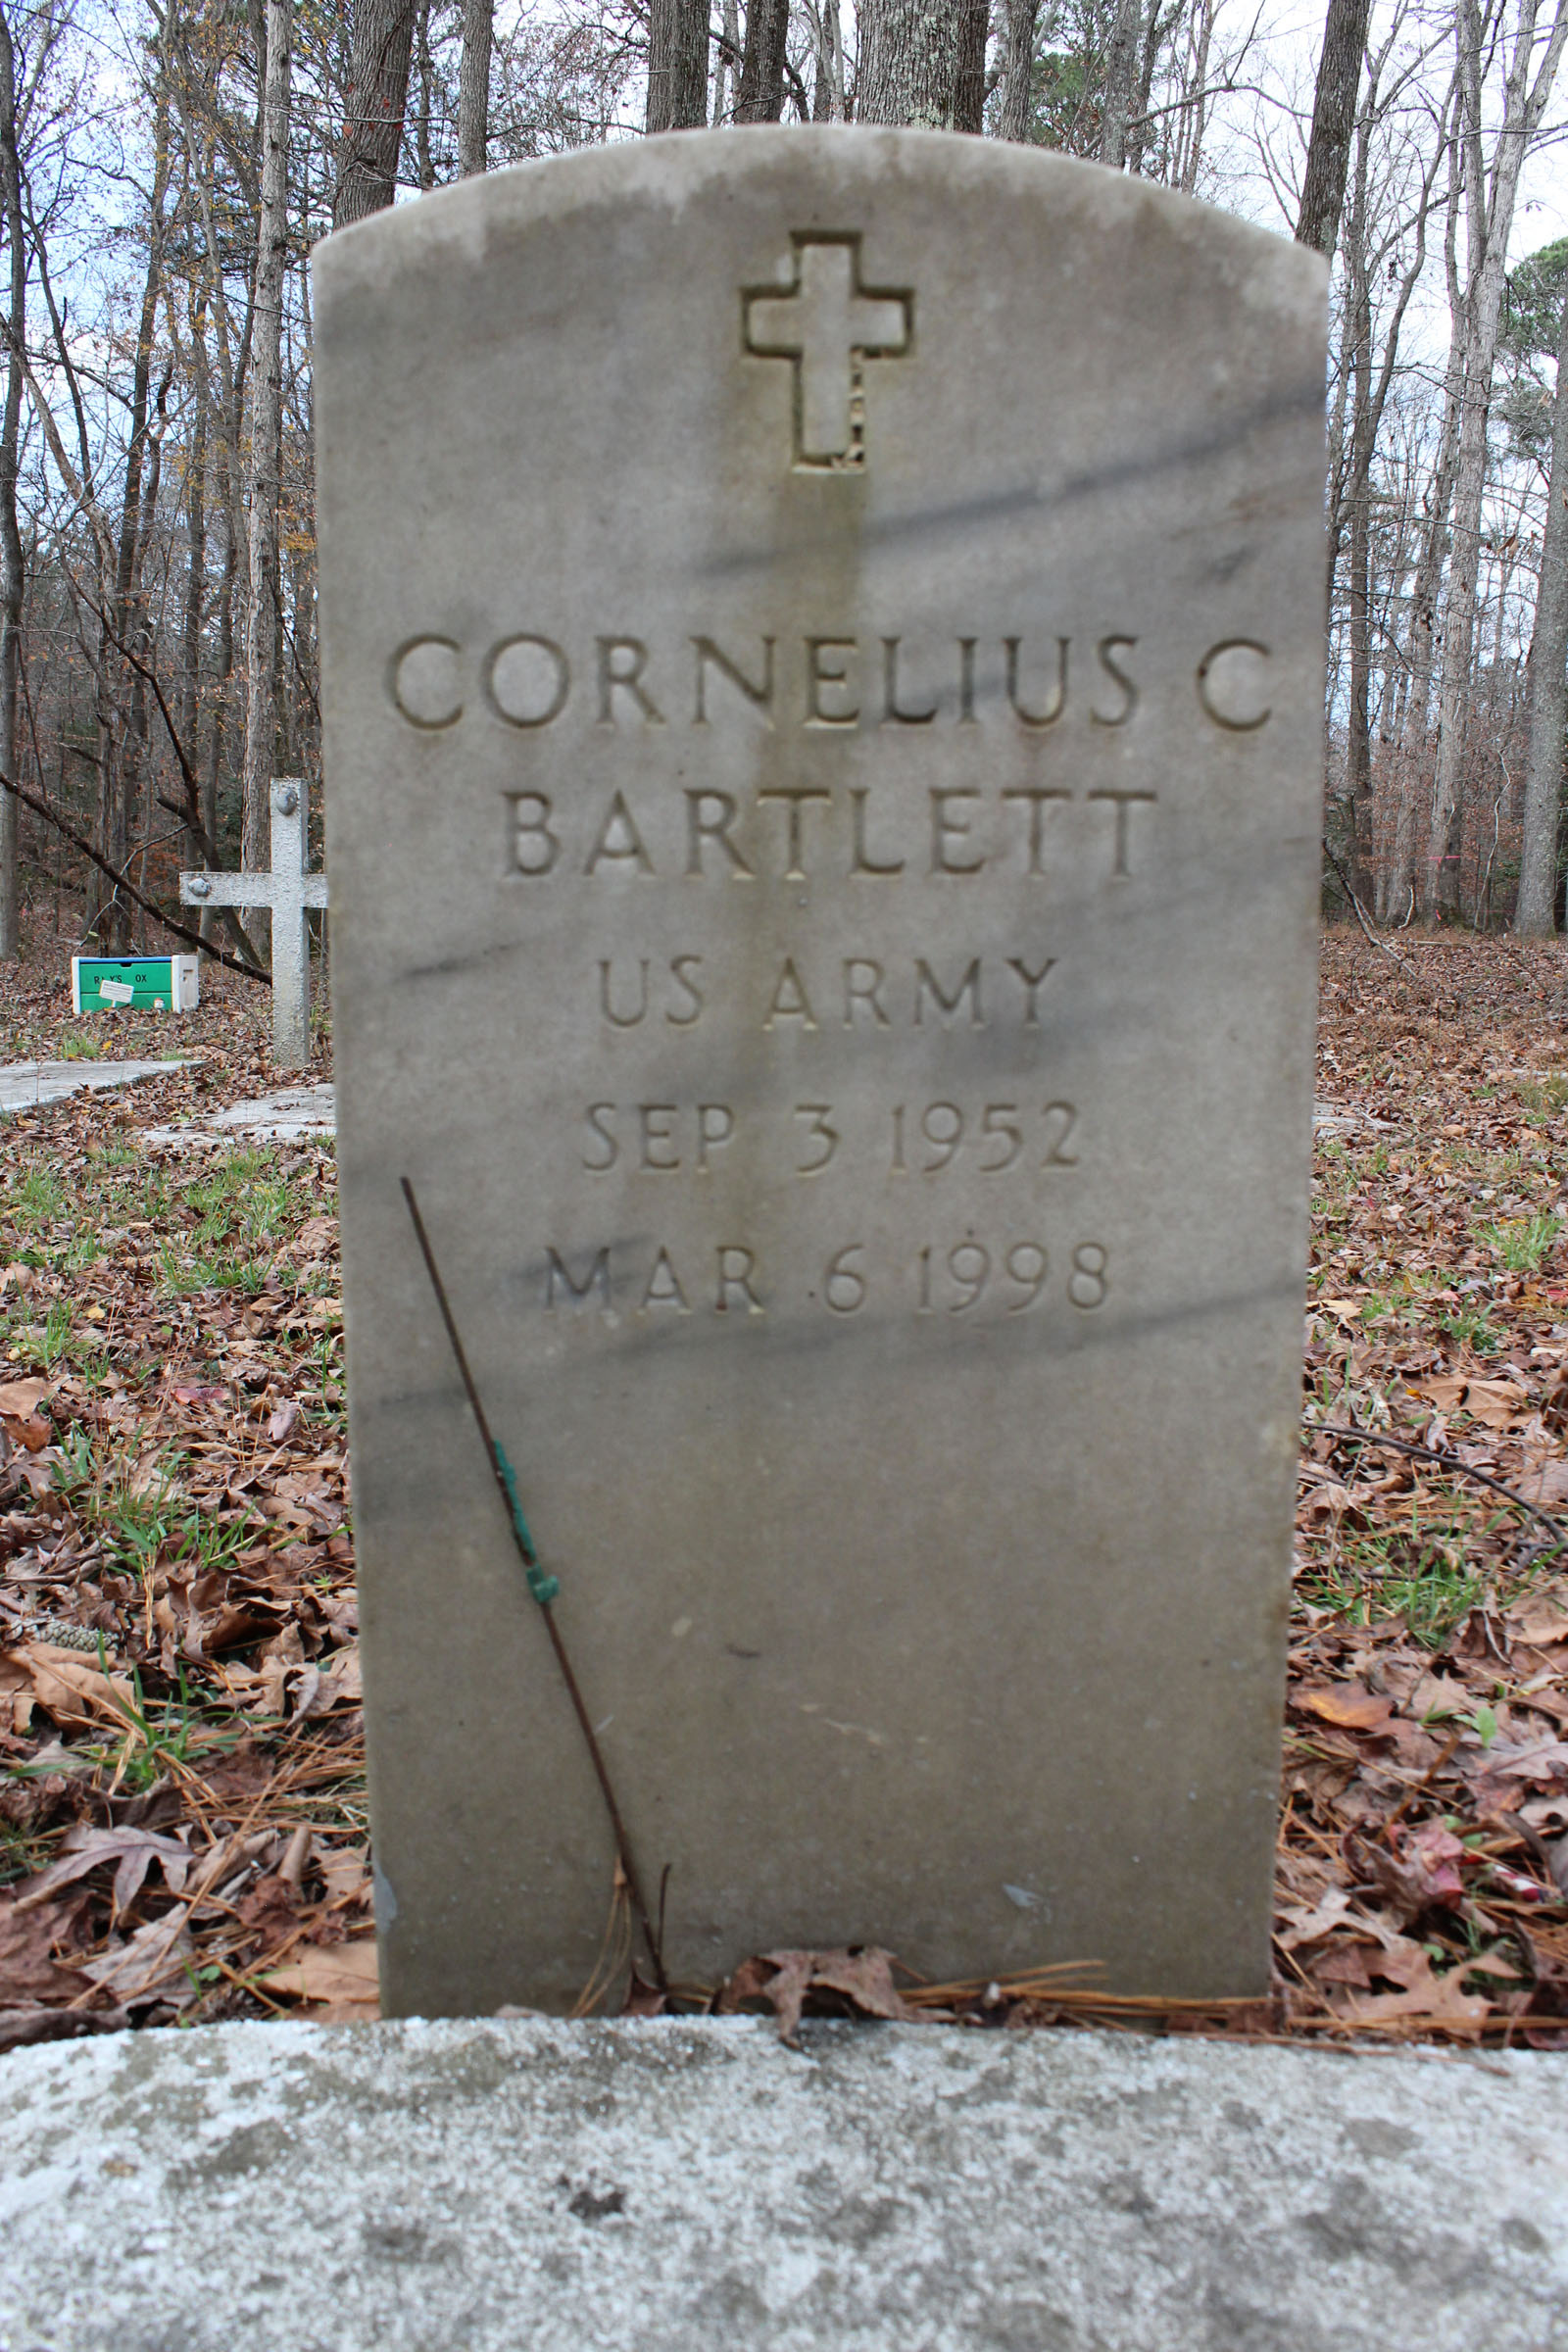 CORNELIUS C
BARTLETT
US ARMY
SEP 3 1952
MAR 6 1998